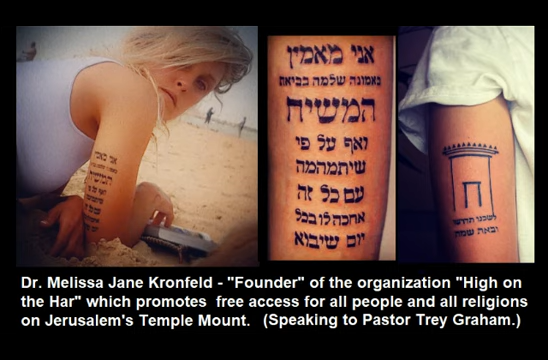 אני מאמין
באמונה שלמה בביאת
המשיח
ואף על פי
שיתמהמה
עם כל זה
אחכה לו בכל
יום שיבוא
ח
לשכנו תדרשו
ובאת שמה
Dr. Melissa Jane Kronfeld - "Founder" of the organization "High on
the Har" which promotes free access for all people and all religions
on Jerusalem's Temple Mount. (Speaking to Pastor Trey Graham.)